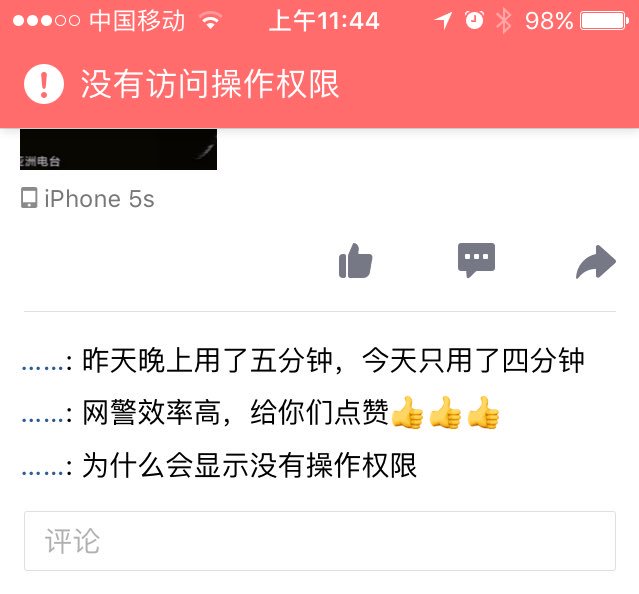 中国移动 上午11:44 98%
没有访问操作权限
亚洲电台
iPhone 5s
……: 昨天晚上用了五分钟，今天只用了四分钟
……: 网警效率高，给你们点赞👍👍👍
……: 为什么会显示没有操作权限
评论